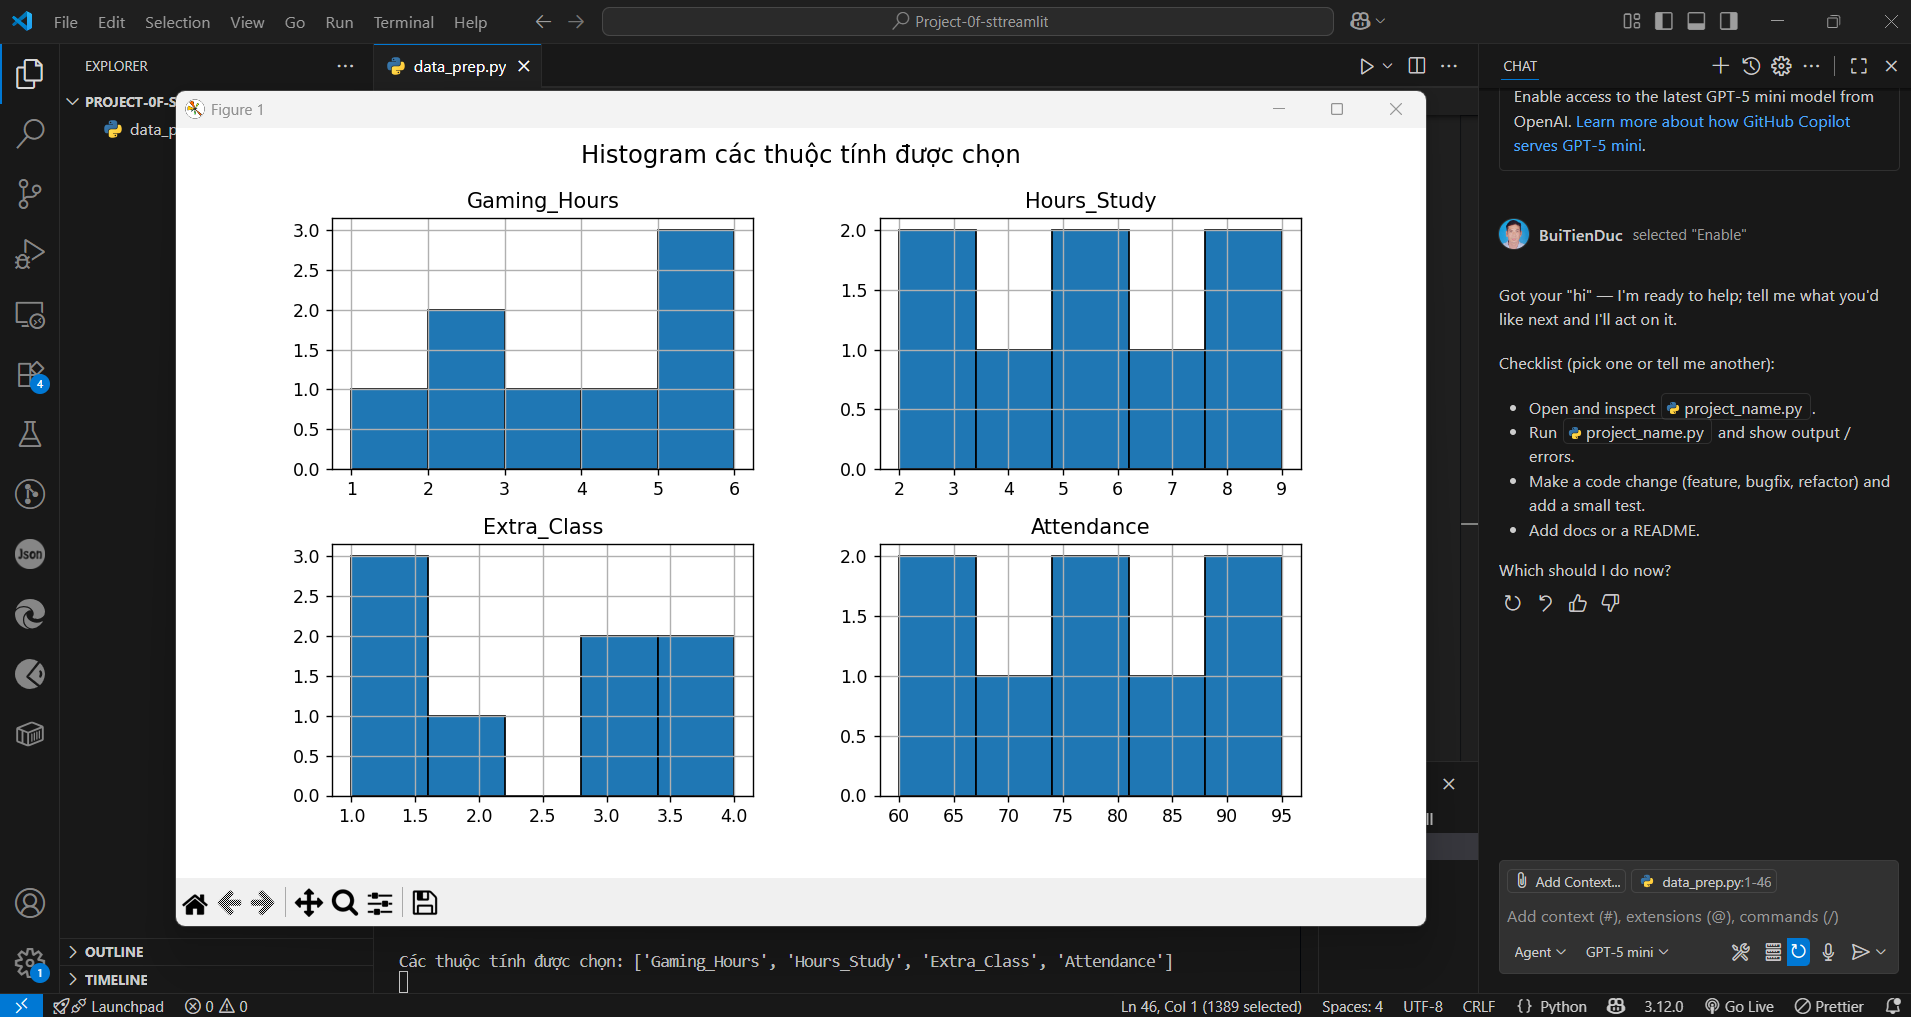 File Edit Selection View Go Run Terminal Help
Project-0f-sttreamlit
EXPLORER
data_prep.py
PROJECT-0F-S
data_p
Figure 1
Histogram các thuộc tính được chọn
Gaming_Hours
3.0
2.5
2.0
1.5
1.0
0.5
0.0
1 2 3 4 5 6
Hours_Study
2.0
1.5
1.0
0.5
0.0
2 3 4 5 6 7 8 9
Extra_Class
3.0
2.5
2.0
1.5
1.0
0.5
0.0
1.0 1.5 2.0 2.5 3.0 3.5 4.0
Attendance
2.0
1.5
1.0
0.5
0.0
60 65 70 75 80 85 90 95
CHAT
Enable access to the latest GPT-5 mini model from
OpenAI. Learn more about how GitHub Copilot
serves GPT-5 mini.
BuiTienDuc selected "Enable"
Got your "hi" — I'm ready to help; tell me what you'd
like next and I'll act on it.
Checklist (pick one or tell me another):
• Open and inspect project_name.py .
• Run project_name.py and show output /
errors.
• Make a code change (feature, bugfix, refactor) and
add a small test.
• Add docs or a README.
Which should I do now?
Add Context... data_prep.py:1-46
Add context (#), extensions (@), commands (/)
Agent GPT-5 mini
4
Json
1
OUTLINE
TIMELINE
Các thuộc tính được chọn: ['Gaming_Hours', 'Hours_Study', 'Extra_Class', 'Attendance']
Launchpad 0 0 Ln 46, Col 1 (1389 selected) Spaces: 4 UTF-8 CRLF {} Python 3.12.0 Go Live Prettier